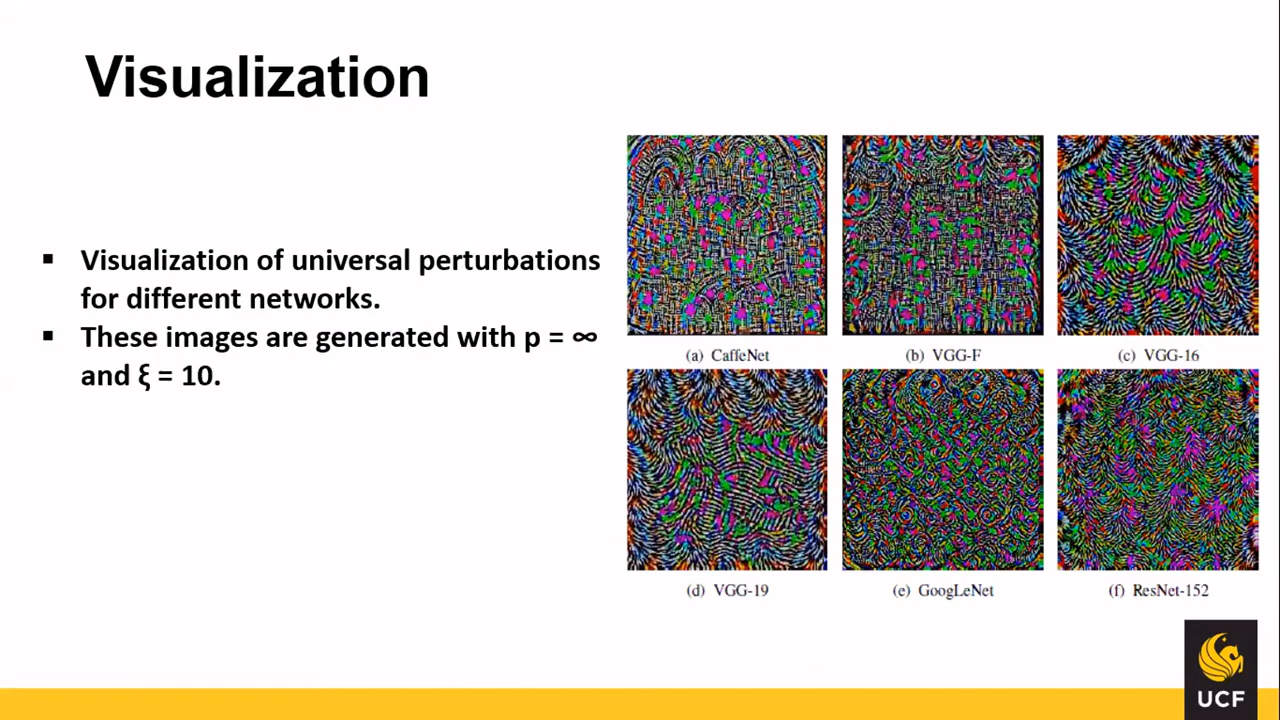 Visualization
▪ Visualization of universal perturbations
for different networks.
▪ These images are generated with p = ∞
and ξ = 10.
(a) CaffeNet
(b) VGG-F
(c) VGG-16
(d) VGG-19
(e) GoogLeNet
(f) ResNet-152
UCF